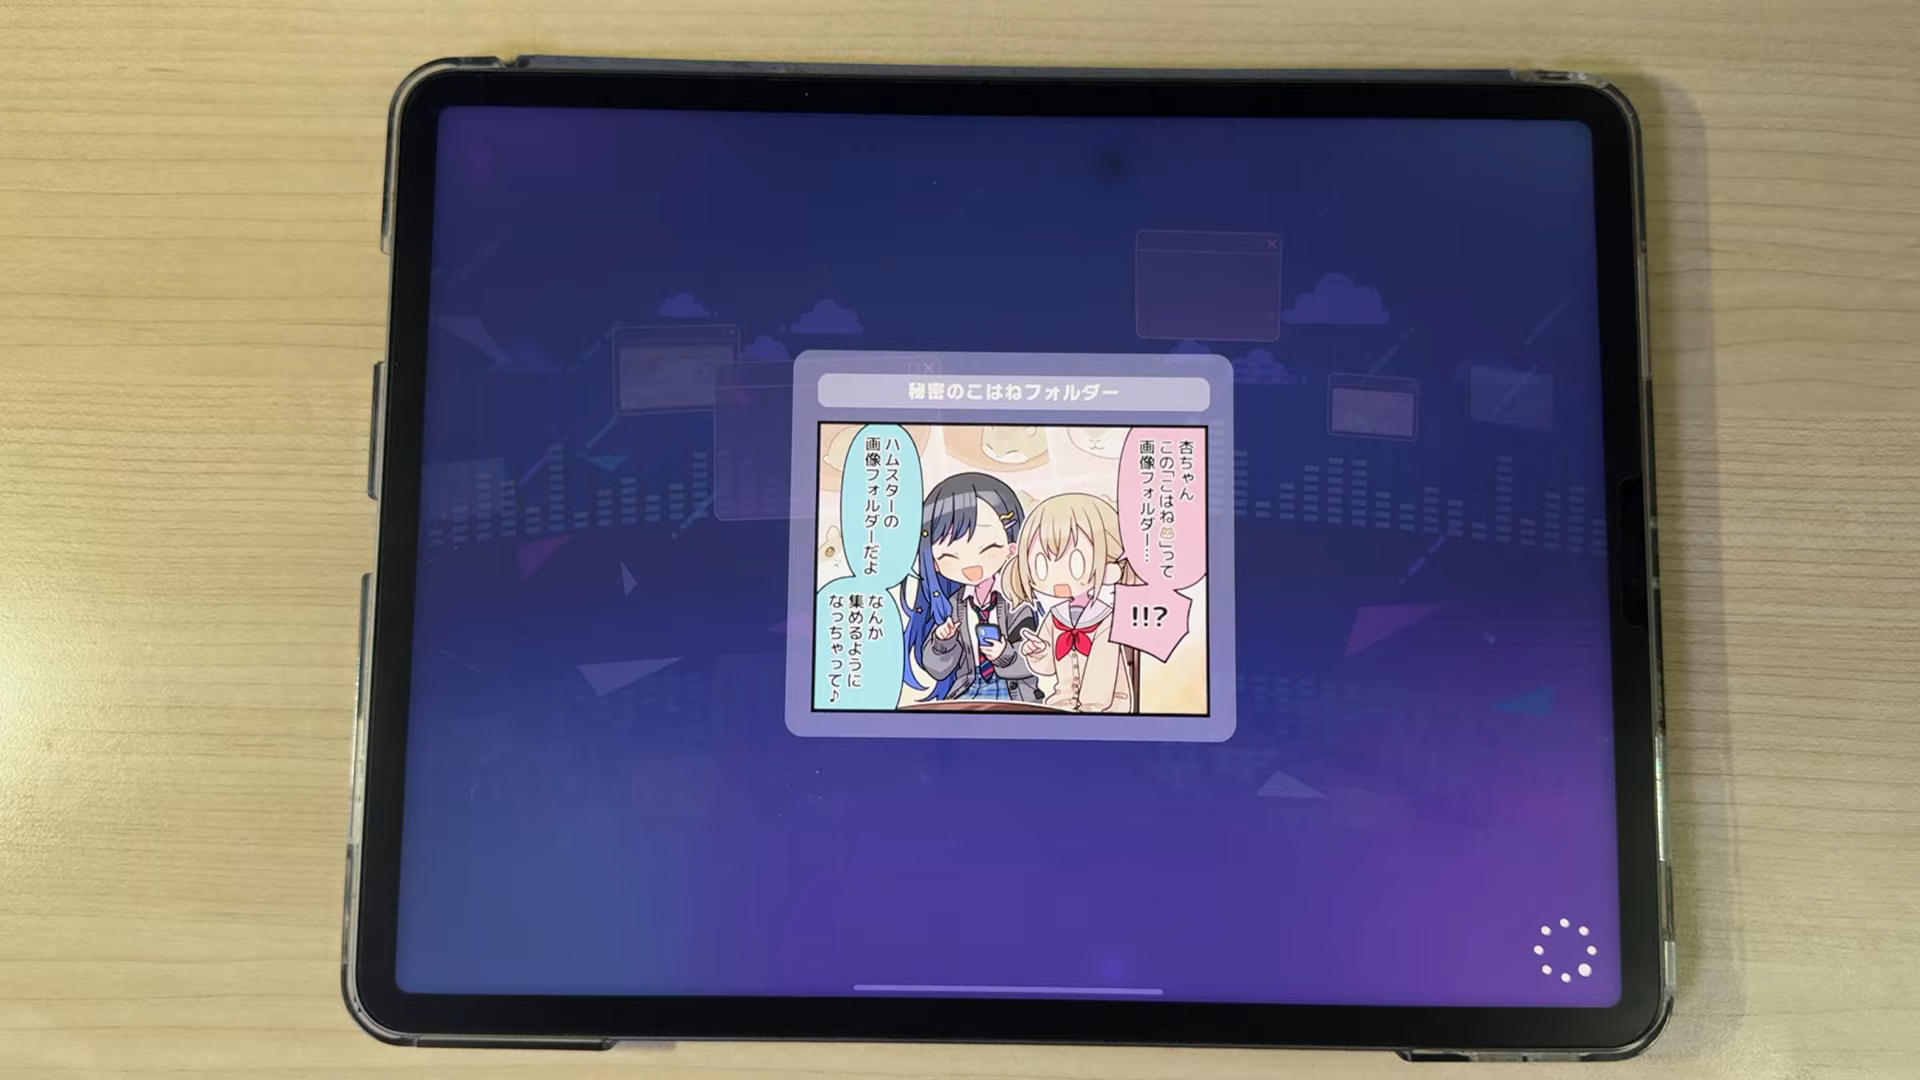 秘密のこはねフォルダー
杏ちゃん
この「こはね🐹」って
画像フォルダー…
!!?
ハムスターの
画像フォルダーだよ
なんか
集めるように
なっちゃって♪